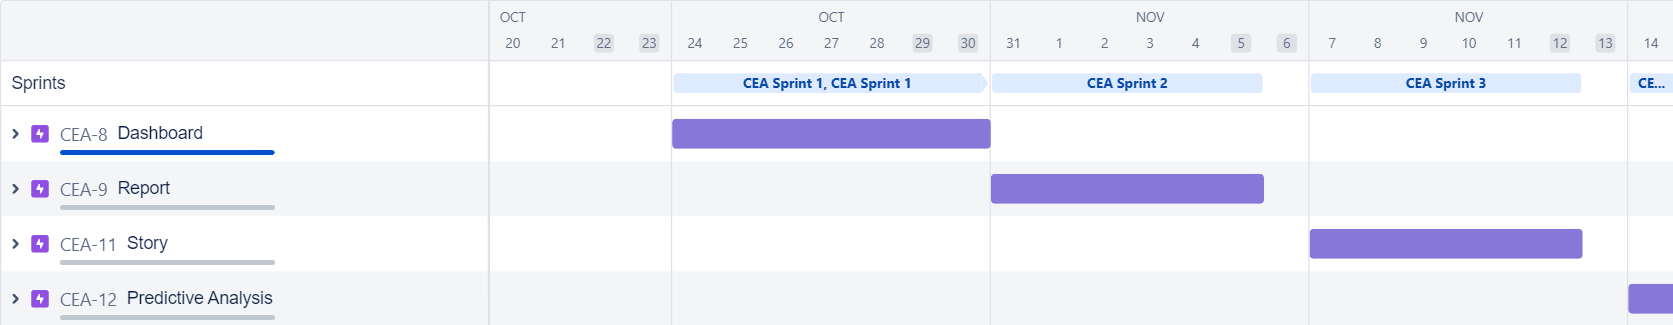 OCT OCT NOV NOV
20 21 22 23 24 25 26 27 28 29 30 31 1 2 3 4 5 6 7 8 9 10 11 12 13 14
Sprints CEA Sprint 1, CEA Sprint 1 CEA Sprint 2 CEA Sprint 3 CE...
CEA-8 Dashboard
CEA-9 Report
CEA-11 Story
CEA-12 Predictive Analysis